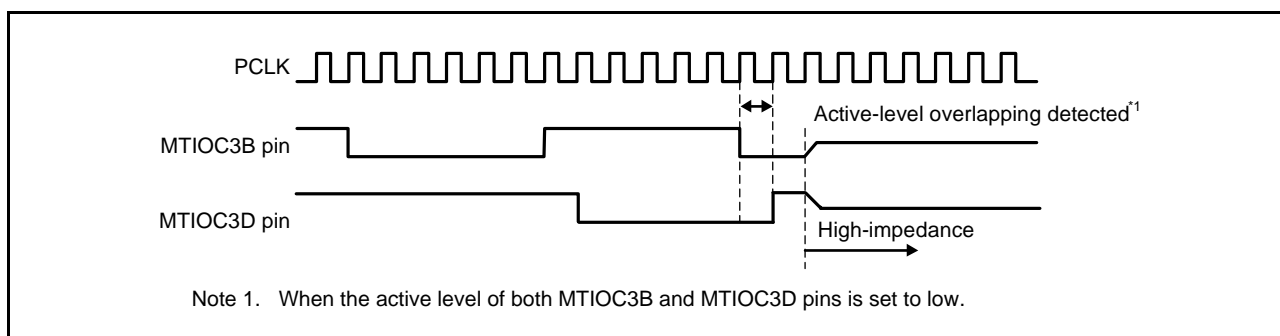 PCLK
Active-level overlapping detected*1
MTIOC3B pin
MTIOC3D pin
High-impedance
Note 1. When the active level of both MTIOC3B and MTIOC3D pins is set to low.